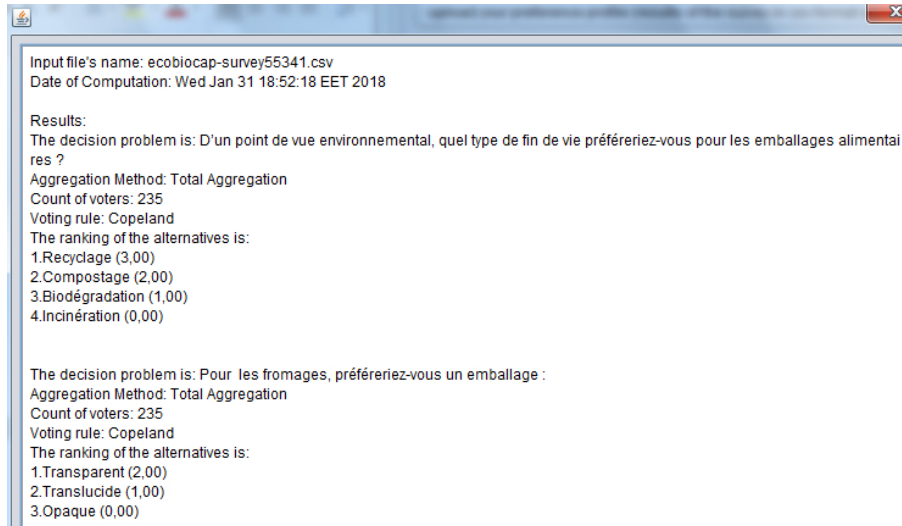 Input file's name: ecobiocap-survey55341.csv
Date of Computation: Wed Jan 31 18:52:18 EET 2018
Results:
The decision problem is: D'un point de vue environnemental, quel type de fin de vie préféreriez-vous pour les emballages alimentai
res ?
Aggregation Method: Total Aggregation
Count of voters: 235
Voting rule: Copeland
The ranking of the alternatives is:
1.Recyclage (3,00)
2.Compostage (2,00)
3.Biodégradation (1,00)
4.Incinération (0,00)
The decision problem is: Pour  les fromages, préféreriez-vous un emballage :
Aggregation Method: Total Aggregation
Count of voters: 235
Voting rule: Copeland
The ranking of the alternatives is:
1.Transparent (2,00)
2.Translucide (1,00)
3.Opaque (0,00)